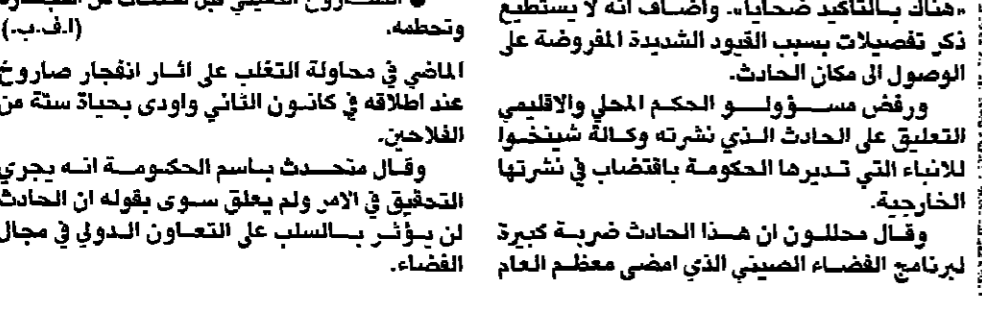 «هناك بالتأكيد ضحايا». واضاف انه لا يستطيع
ذكر تفصيلات بسبب القيود الشديدة المفروضة على
الوصول الى مكان الحادث.
ورفض مسؤولو الحكم المحلي والاقليمي
التعليق على الحادث الذي نشرته وكالة شينخوا
للانباء التي تديرها الحكومة باقتضاب في نشرتها
الخارجية.
وقال محللون ان هذا الحادث ضربة كبيرة
لبرنامج الفضاء الصيني الذي امضى معظم العام
● الصاروخ الصيني قبل لحظات من
وتحطمه. (ا.ف.ب.)
الماضي في محاولة التغلب على اثار انفجار صاروخ
عند اطلاقه في كانون الثاني واودى بحياة ستة من
الفلاحين.
وقال متحدث باسم الحكومة انه يجري
التحقيق في الامر ولم يعلق سوى بقوله ان الحادث
لن يؤثر بالسلب على التعاون الدولي في مجال
الفضاء.